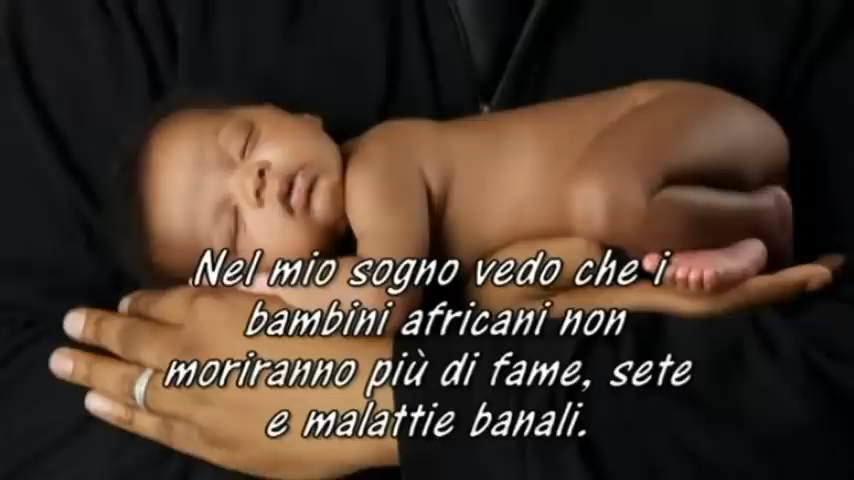 Nel mio sogno vedo che i
bambini africani non
moriranno più di fame, sete
e malattie banali.